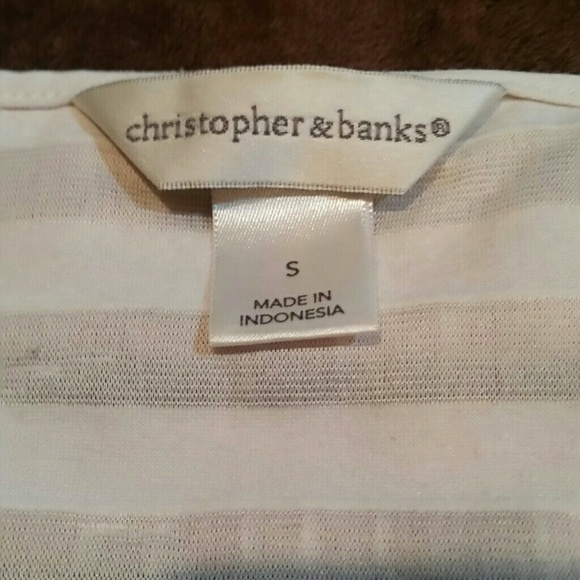 christopher & banks®
S
MADE IN
INDONESIA